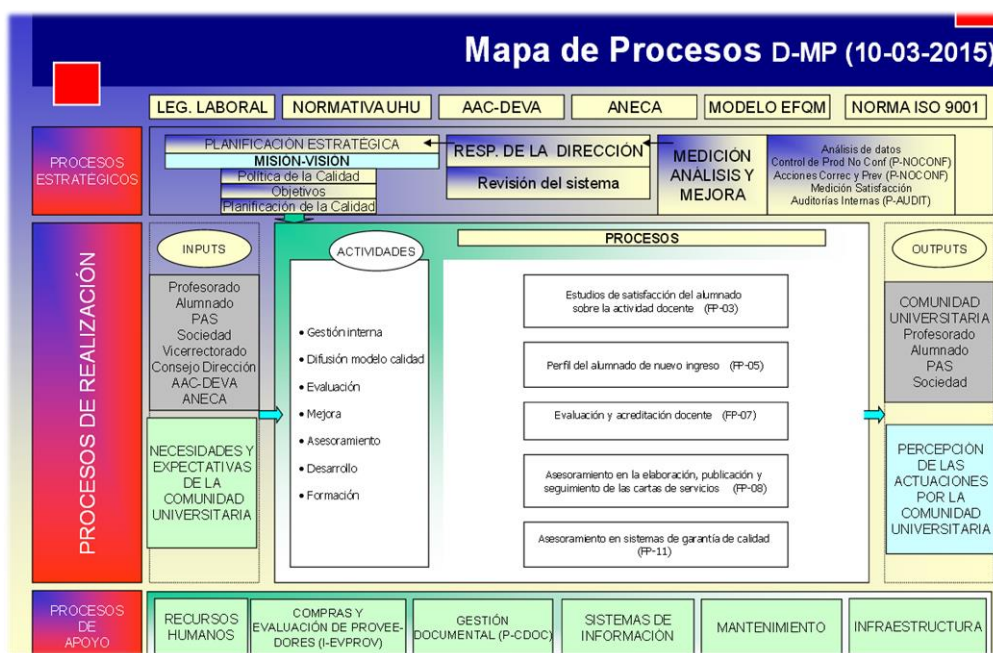 Mapa de Procesos D-MP (10-03-2015)
LEG. LABORAL
NORMATIVA UHU
AAC-DEVA
ANECA
MODELO EFQM
NORMA ISO 9001
PROCESOS
ESTRATÉGICOS
PLANIFICACIÓN ESTRATÉGICA
MISIÓN-VISIÓN
Política de la Calidad
Objetivos
Planificación de la Calidad
RESP. DE LA DIRECCIÓN
Revisión del sistema
MEDICIÓN
ANÁLISIS Y
MEJORA
Análisis de datos
Control de Prod No Conf (P-NOCONF)
Acciones Correc y Prev (P-NOCONF)
Medición Satisfacción
Auditorías Internas (P-AUDIT)
PROCESOS DE REALIZACIÓN
INPUTS
Profesorado
Alumnado
PAS
Sociedad
Vicerrectorado
Consejo Dirección
AAC-DEVA
ANECA
NECESIDADES Y
EXPECTATIVAS
DE LA
COMUNIDAD
UNIVERSITARIA
ACTIVIDADES
• Gestión interna
• Difusión modelo calidad
• Evaluación
• Mejora
• Asesoramiento
• Desarrollo
• Formación
PROCESOS
Estudios de satisfacción del alumnado
sobre la actividad docente (FP-03)
Perfil del alumnado de nuevo ingreso (FP-05)
Evaluación y acreditación docente (FP-07)
Asesoramiento en la elaboración, publicación y
seguimiento de las cartas de servicios (FP-08)
Asesoramiento en sistemas de garantía de calidad
(FP-11)
OUTPUTS
COMUNIDAD
UNIVERSITARIA
Profesorado
Alumnado
PAS
Sociedad
PERCEPCIÓN
DE LAS
ACTUACIONES
POR LA
COMUNIDAD
UNIVERSITARIA
PROCESOS
DE
APOYO
RECURSOS
HUMANOS
COMPRAS Y
EVALUACIÓN DE PROVEE-
DORES (I-EVPROV)
GESTIÓN
DOCUMENTAL (P-CDOC)
SISTEMAS DE
INFORMACIÓN
MANTENIMIENTO
INFRAESTRUCTURA